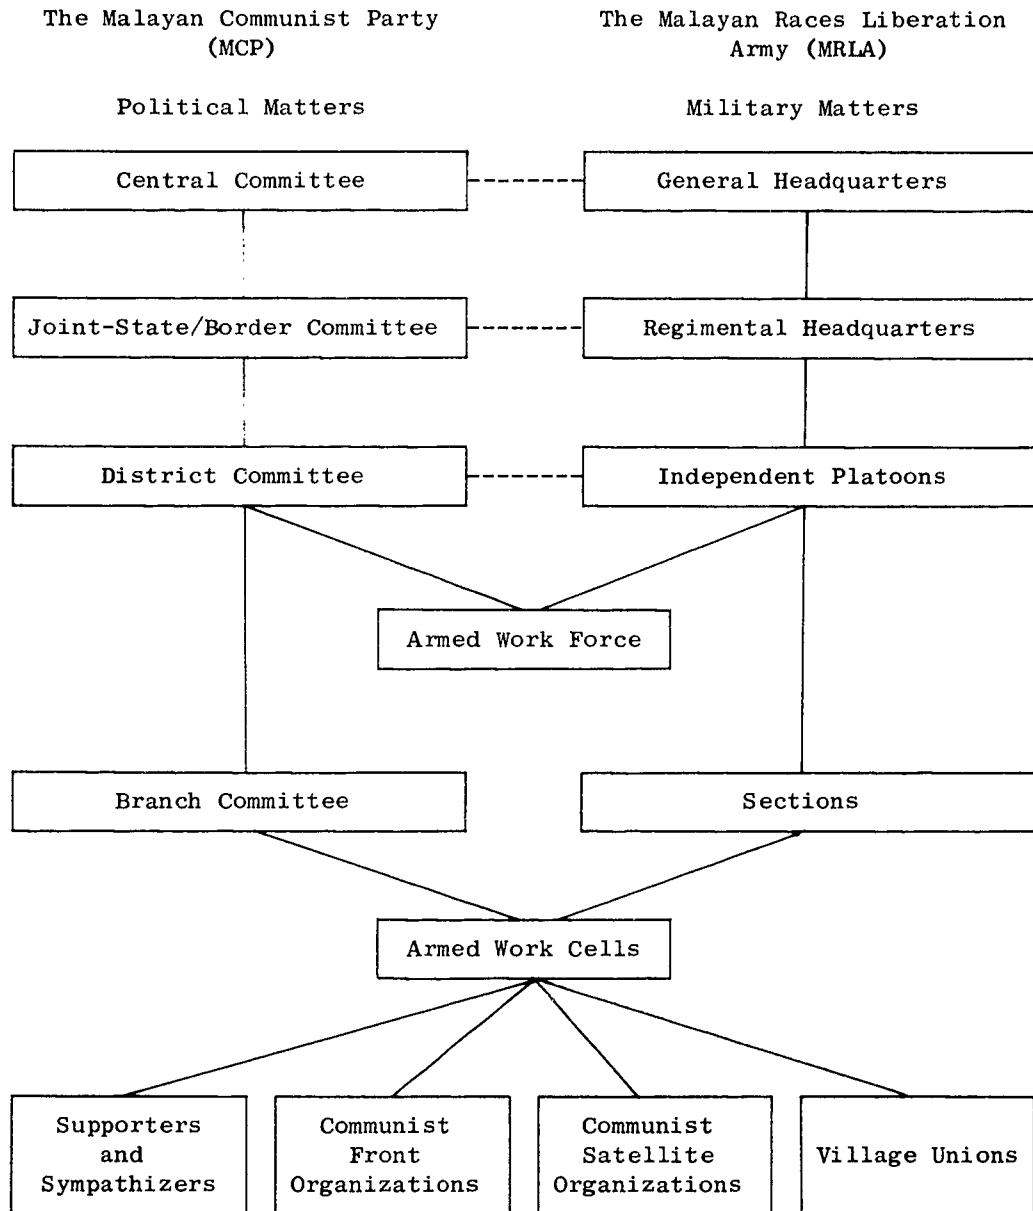 The Malayan Communist Party
(MCP)
The Malayan Races Liberation
Army (MRLA)
Political Matters
Military Matters
Central Committee
General Headquarters
Joint-State/Border Committee
Regimental Headquarters
District Committee
Independent Platoons
Armed Work Force
Branch Committee
Sections
Armed Work Cells
Supporters
and
Sympathizers
Communist
Front
Organizations
Communist
Satellite
Organizations
Village Unions